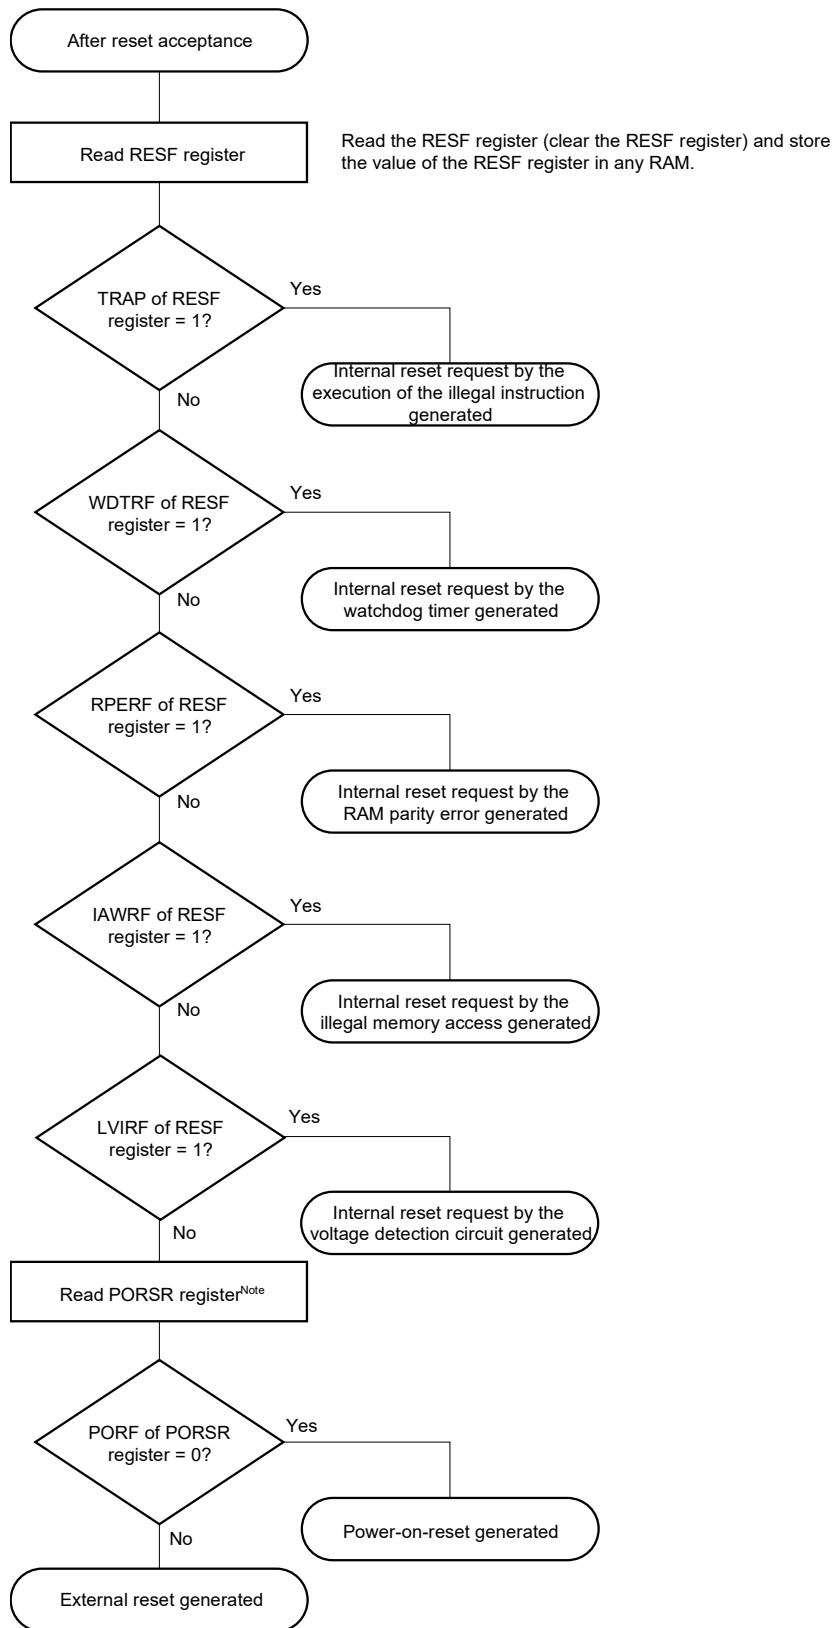 After reset acceptance
Read RESF register
Read the RESF register (clear the RESF register) and store
the value of the RESF register in any RAM.
TRAP of RESF
register = 1?
Yes
Internal reset request by the
execution of the illegal instruction
generated
No
WDTRF of RESF
register = 1?
Yes
Internal reset request by the
watchdog timer generated
No
RPERF of RESF
register = 1?
Yes
Internal reset request by the
RAM parity error generated
No
IAWRF of RESF
register = 1?
Yes
Internal reset request by the
illegal memory access generated
No
LVIRF of RESF
register = 1?
Yes
Internal reset request by the
voltage detection circuit generated
No
Read PORSR registerNote
PORF of PORSR
register = 0?
Yes
Power-on-reset generated
No
External reset generated